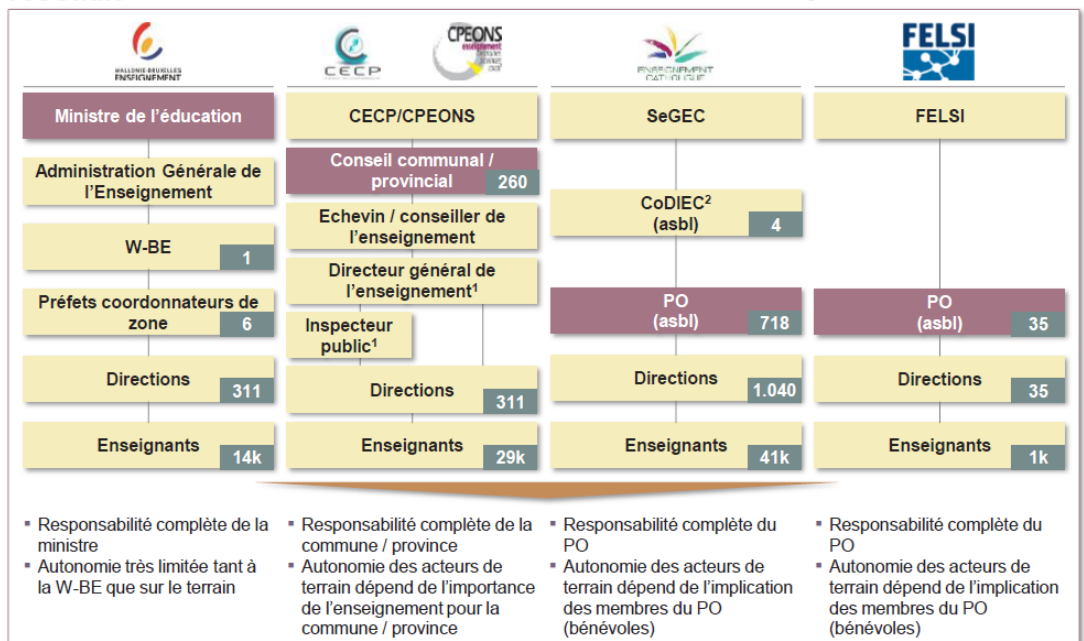 WALLONIE-BRUXELLES
ENSEIGNEMENT
CECP
CPEONS
enseignement
ENSEIGNEMENT
CATHOLIQUE
FELSI
Ministre de l'éducation
Administration Générale de
l'Enseignement
W-BE
1
Préfets coordonnateurs de
zone
6
Directions
311
Enseignants
14k
CECP/CPEONS
Conseil communal /
provincial
260
Echevin / conseiller de
l'enseignement
Directeur général de
l'enseignement¹
Inspecteur
public¹
Directions
311
Enseignants
29k
SeGEC
CoDIEC²
(asbl)
4
PO
(asbl)
718
Directions
1.040
Enseignants
41k
FELSI
PO
(asbl)
35
Directions
35
Enseignants
1k
▪ Responsabilité complète de la
ministre
▪ Autonomie très limitée tant à
la W-BE que sur le terrain
▪ Responsabilité complète de la
commune / province
▪ Autonomie des acteurs de
terrain dépend de l'importance
de l'enseignement pour la
commune / province
▪ Responsabilité complète du
PO
▪ Autonomie des acteurs de
terrain dépend de l'implication
des membres du PO
(bénévoles)
▪ Responsabilité complète du
PO
▪ Autonomie des acteurs de
terrain dépend de l'implication
des membres du PO
(bénévoles)